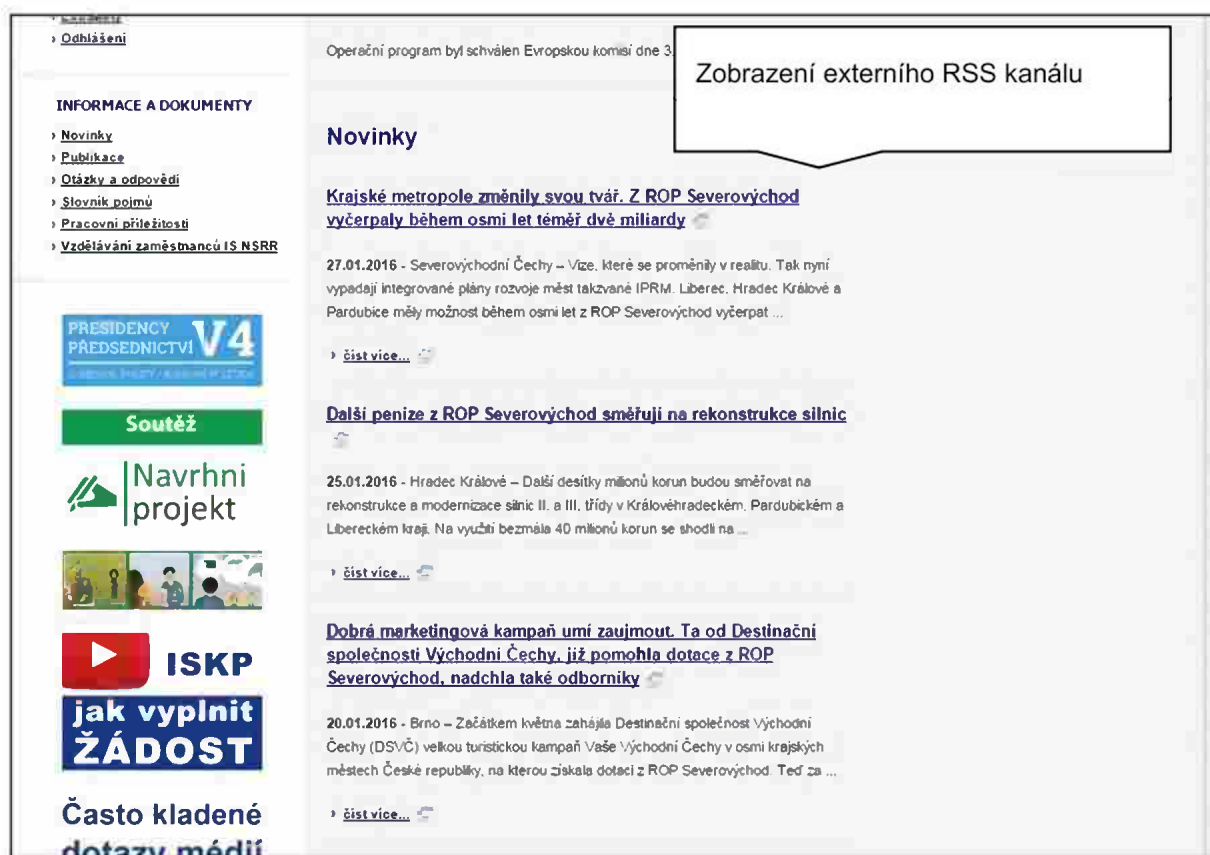 Odhlášení
INFORMACE A DOKUMENTY
Novinky
Publikace
Otázky a odpovědi
Slovník pojmů
Pracovní příležitosti
Vzdělávání zaměstnanců IS NSRR
PRESIDENCY
PŘEDSEDNICTVÍ V4
Soutěž
Navrhni
projekt
ISKP
jak vyplnit
ŽÁDOST
Často kladené
dotazy médií
Operační program byl schválen Evropskou komisí dne 3.
Zobrazení externího RSS kanálu
Novinky
Krajské metropole změnily svou tvář. Z ROP Severovýchod
vyčerpaly během osmi let téměř dvě miliardy
27.01.2016 - Severovýchodní Čechy – Vize, které se proměnily v realitu. Tak nyní
vypadají integrované plány rozvoje měst takzvané IPRM. Liberec, Hradec Králové a
Pardubice měly možnost během osmi let z ROP Severovýchod vyčerpat ...
číst více...
Další peníze z ROP Severovýchod směřují na rekonstrukce silnic
25.01.2016 - Hradec Králové – Další desítky milionů korun budou směřovat na
rekonstrukce a modernizace silnic II. a III. třídy v Královéhradeckém, Pardubickém a
Libereckém kraji. Na využití bezmála 40 milionů korun se shodli na ...
číst více...
Dobrá marketingová kampaň umí zaujmout. Ta od Destinační
společnosti Východní Čechy, již pomohla dotace z ROP
Severovýchod, nadchla také odborníky
20.01.2016 - Brno – Začátkem května zahájila Destinační společnost Východní
Čechy (DSVČ) velkou turistickou kampaň Vaše Východní Čechy v osmi krajských
městech České republiky, na kterou získala dotaci z ROP Severovýchod. Teď za ...
číst více...